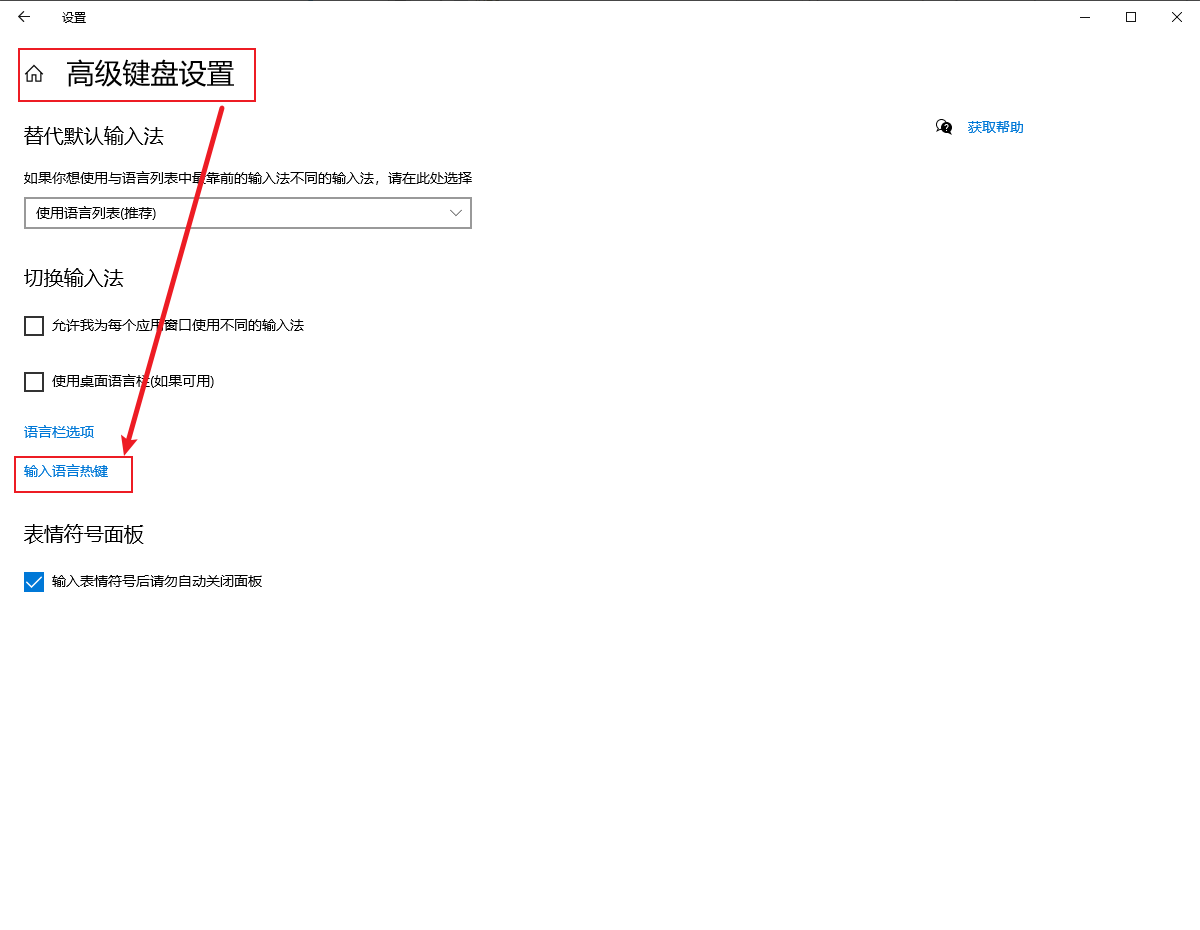 设置
高级键盘设置
替代默认输入法
获取帮助
如果你想使用与语言列表中最靠前的输入法不同的输入法，请在此处选择
使用语言列表(推荐)
切换输入法
允许我为每个应用窗口使用不同的输入法
使用桌面语言栏(如果可用)
语言栏选项
输入语言热键
表情符号面板
输入表情符号后请勿自动关闭面板